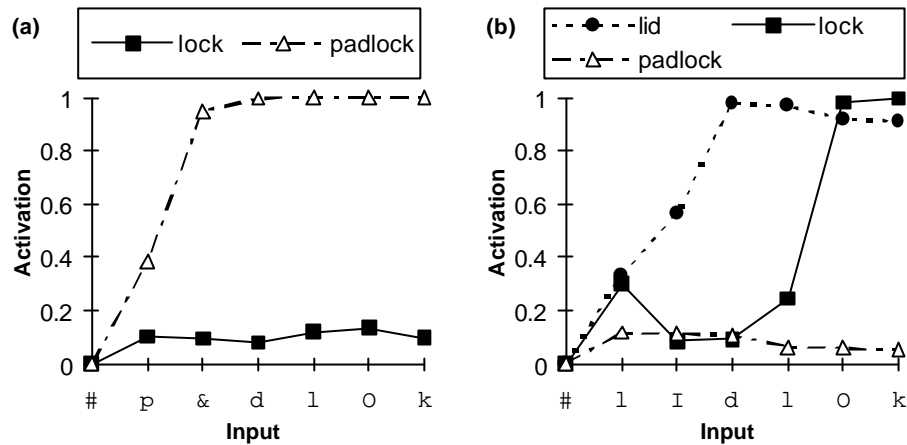 (a)
lock padlock
Activation
1
0.8
0.6
0.4
0.2
0
# p & d l O k
Input
(b)
lid lock
padlock
Activation
1
0.8
0.6
0.4
0.2
0
# l I d l O k
Input